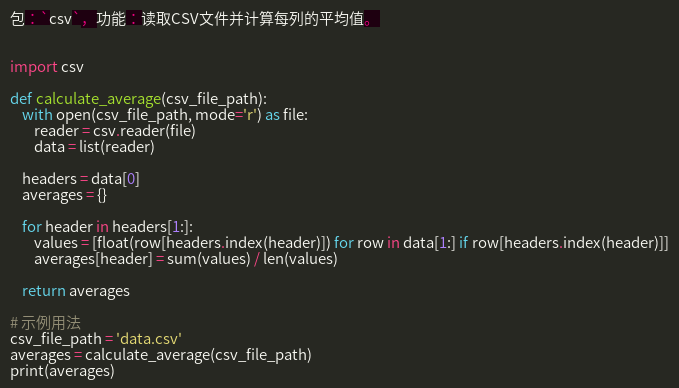 包：`csv`，功能：读取CSV文件并计算每列的平均值。
import csv
def calculate_average(csv_file_path):
    with open(csv_file_path, mode='r') as file:
        reader = csv.reader(file)
        data = list(reader)
    headers = data[0]
    averages = {}
    for header in headers[1:]:
        values = [float(row[headers.index(header)]) for row in data[1:] if row[headers.index(header)]]
        averages[header] = sum(values) / len(values)
    return averages
# 示例用法
csv_file_path = 'data.csv'
averages = calculate_average(csv_file_path)
print(averages)